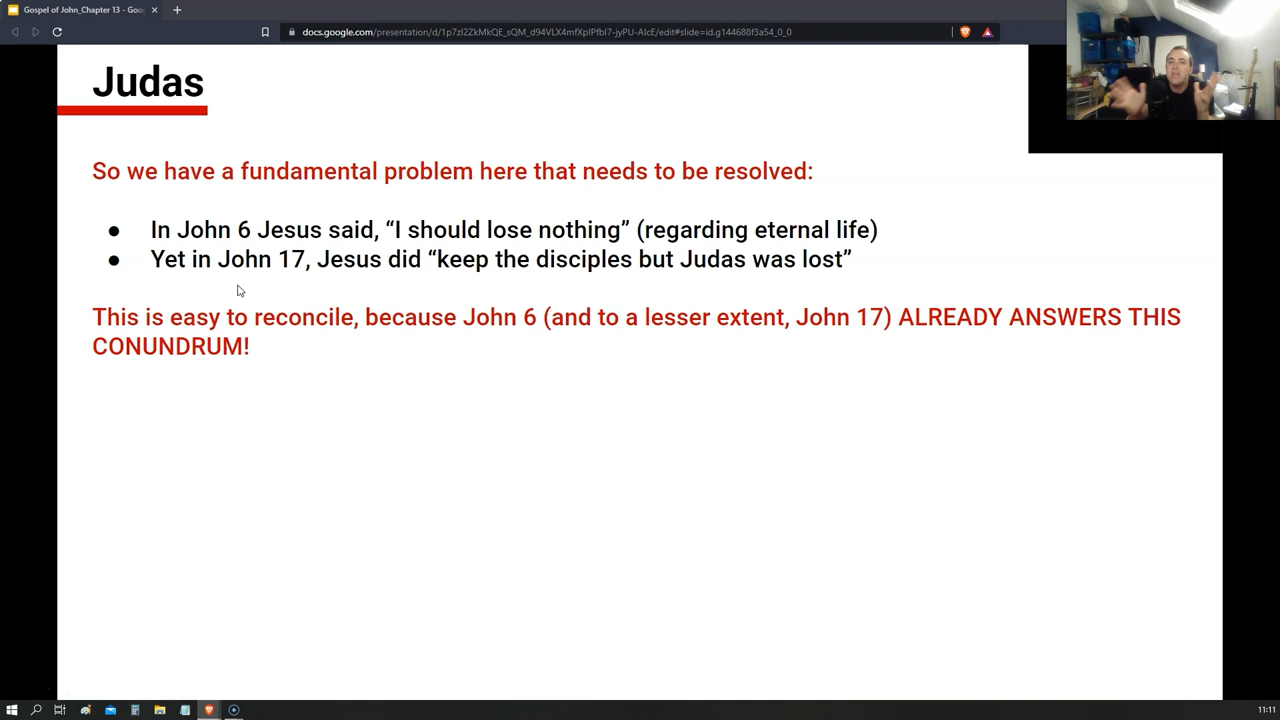 Gospel of John_Chapter 13 - Goo
docs.google.com/presentation/d/1p7zI2ZkMkQE_sQM_d94VLX4mfXpIPfbI7-jyPU-AIcE/edit#slide=id.g144688f3a54_0_0
Judas
So we have a fundamental problem here that needs to be resolved:
● In John 6 Jesus said, “I should lose nothing” (regarding eternal life)
● Yet in John 17, Jesus did “keep the disciples but Judas was lost”
This is easy to reconcile, because John 6 (and to a lesser extent, John 17) ALREADY ANSWERS THIS
CONUNDRUM!
11:11